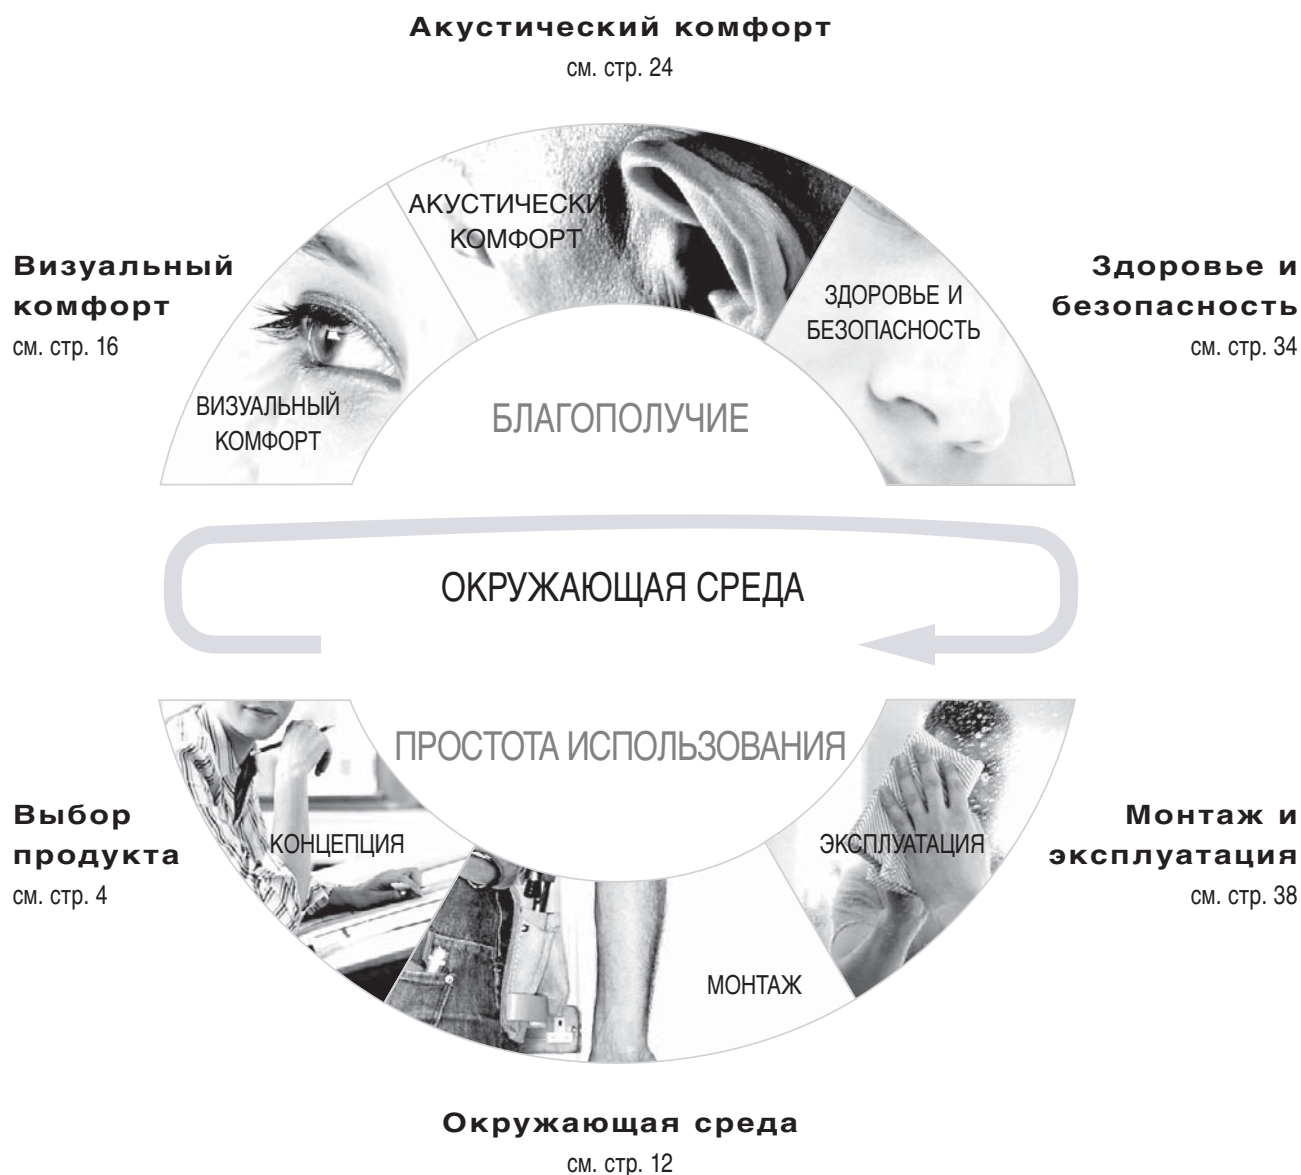 Акустический комфорт
см. стр. 24
АКУСТИЧЕСКИ
КОМФОРТ
Визуальный
комфорт
см. стр. 16
Здоровье и
безопасность
см. стр. 34
ЗДОРОВЬЕ И
БЕЗОПАСНОСТЬ
ВИЗУАЛЬНЫЙ
КОМФОРТ
БЛАГОПОЛУЧИЕ
ОКРУЖАЮЩАЯ СРЕДА
ПРОСТОТА ИСПОЛЬЗОВАНИЯ
Выбор
продукта
см. стр. 4
КОНЦЕПЦИЯ
ЭКСПЛУАТАЦИЯ
Монтаж и
эксплуатация
см. стр. 38
МОНТАЖ
Окружающая среда
см. стр. 12